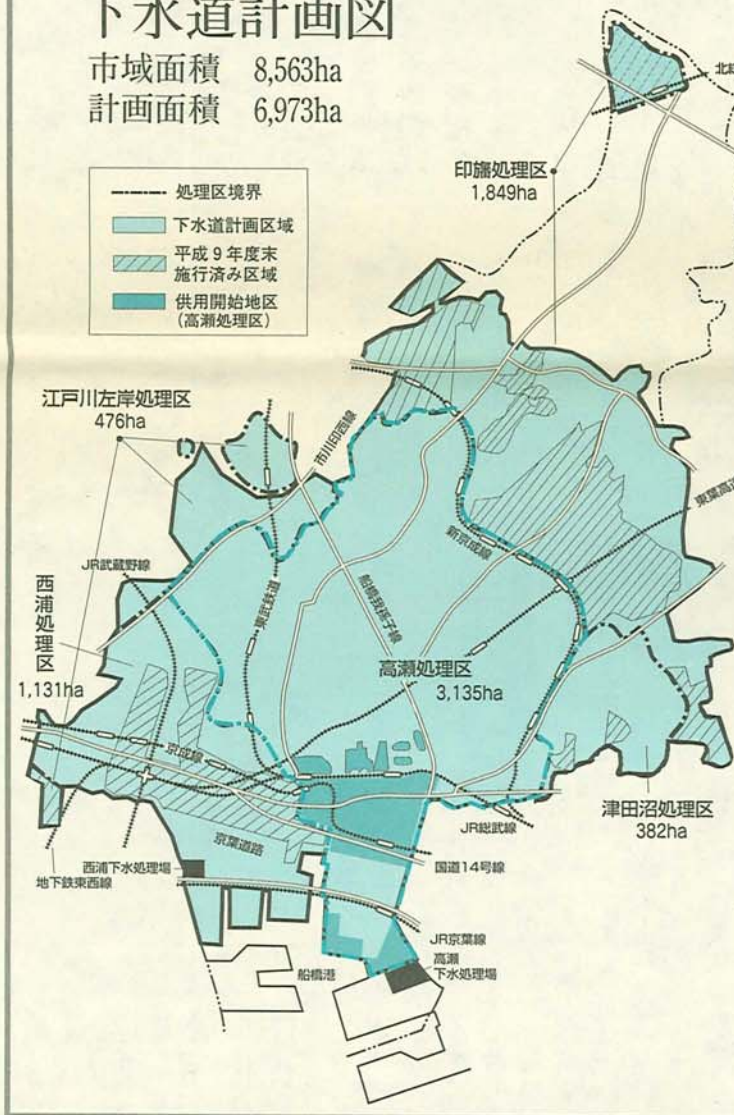 下水道計画図
市域面積 8,563ha
計画面積 6,973ha
処理区境界
下水道計画区域
平成9年度末
施行済み区域
供用開始地区
(高瀬処理区)
印旛処理区
1,849ha
江戸川左岸処理区
476ha
市川印西線
新京成線
JR武蔵野線
東武鉄道
船橋我孫子線
西浦処理区
1,131ha
高瀬処理区
3,135ha
京成線
津田沼処理区
382ha
JR総武線
京葉道路
西浦下水処理場
国道14号線
地下鉄東西線
JR京葉線
船橋港
高瀬
下水処理場